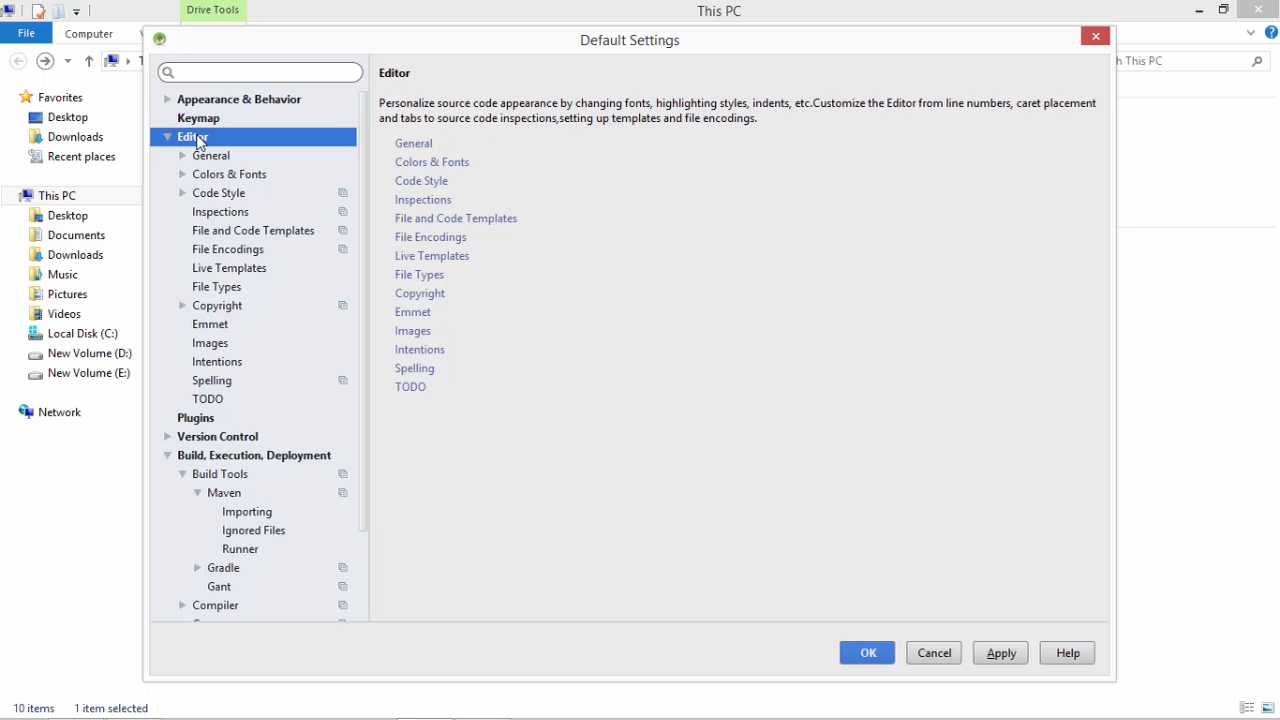 Drive Tools
This PC
File
Computer
Default Settings
h This PC
Favorites
Desktop
Downloads
Recent places
This PC
Desktop
Documents
Downloads
Music
Pictures
Videos
Local Disk (C:)
New Volume (D:)
New Volume (E:)
Network
Appearance & Behavior
Keymap
Editor
General
Colors & Fonts
Code Style
Inspections
File and Code Templates
File Encodings
Live Templates
File Types
Copyright
Emmet
Images
Intentions
Spelling
TODO
Plugins
Version Control
Build, Execution, Deployment
Build Tools
Maven
Importing
Ignored Files
Runner
Gradle
Gant
Compiler
Editor
Personalize source code appearance by changing fonts, highlighting styles, indents, etc.Customize the Editor from line numbers, caret placement
and tabs to source code inspections,setting up templates and file encodings.
General
Colors & Fonts
Code Style
Inspections
File and Code Templates
File Encodings
Live Templates
File Types
Copyright
Emmet
Images
Intentions
Spelling
TODO
OK
Cancel
Apply
Help
10 items
1 item selected